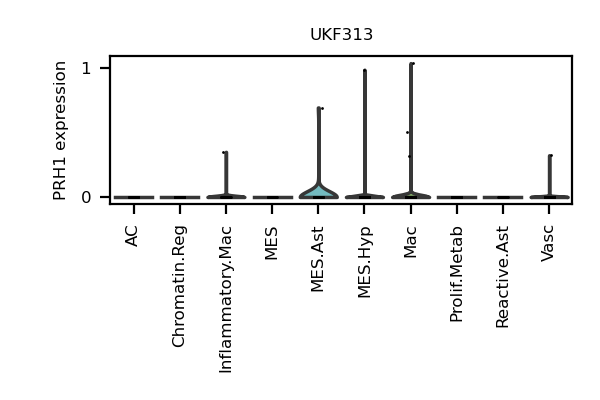 UKF313
PRH1 expression
1
0
AC
Chromatin.Reg
Inflammatory.Mac
MES
MES.Ast
MES.Hyp
Mac
Prolif.Metab
Reactive.Ast
Vasc